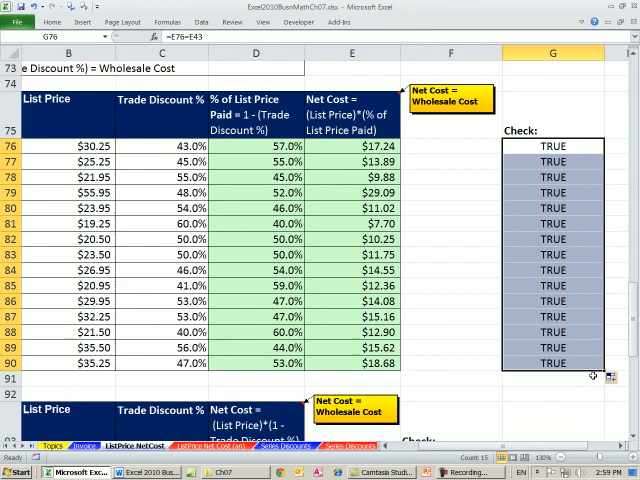 Excel2010BusnMathCh07.xlsx - Microsoft Excel
File Home Insert Page Layout Formulas Data Review View Developer Add-Ins
G76 =E76=E43
B C D E F G
73 e Discount %) = Wholesale Cost
74
75 List Price Trade Discount % % of List Price Paid = 1 - (Trade Discount %) Net Cost = (List Price)*(% of List Price Paid) Check:
Net Cost =
Wholesale Cost
76 $30.25 43.0% 57.0% $17.24 TRUE
77 $25.25 45.0% 55.0% $13.89 TRUE
78 $21.95 55.0% 45.0% $9.88 TRUE
79 $55.95 48.0% 52.0% $29.09 TRUE
80 $23.95 54.0% 46.0% $11.02 TRUE
81 $19.25 60.0% 40.0% $7.70 TRUE
82 $20.50 50.0% 50.0% $10.25 TRUE
83 $23.50 50.0% 50.0% $11.75 TRUE
84 $26.95 46.0% 54.0% $14.55 TRUE
85 $20.95 41.0% 59.0% $12.36 TRUE
86 $29.95 53.0% 47.0% $14.08 TRUE
87 $32.25 53.0% 47.0% $15.16 TRUE
88 $21.50 40.0% 60.0% $12.90 TRUE
89 $35.50 56.0% 44.0% $15.62 TRUE
90 $35.25 47.0% 53.0% $18.68 TRUE
91
92
List Price Trade Discount % Net Cost =
(List Price)*(1 -
Net Cost =
Wholesale Cost
Check:
Topics Invoice ListPrice NetCost ListPrice NetCost (an) Series Discounts Series Discounts
Count: 15 130%
Start Microsoft Exc... Word Excel 2010 Bus... Ch07 Camtasia Studi... Recording... EN 2:59 PM